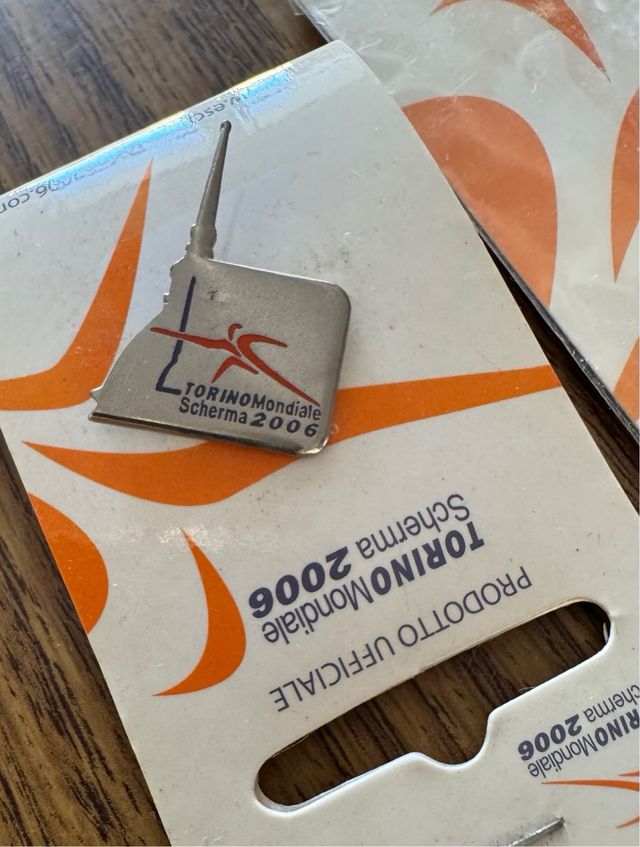 TORINOMondiale
Scherma 2006
TORINOMondiale
Scherma 2006
PRODOTTO UFFICIALE
TORINOMondiale
Scherma 2006